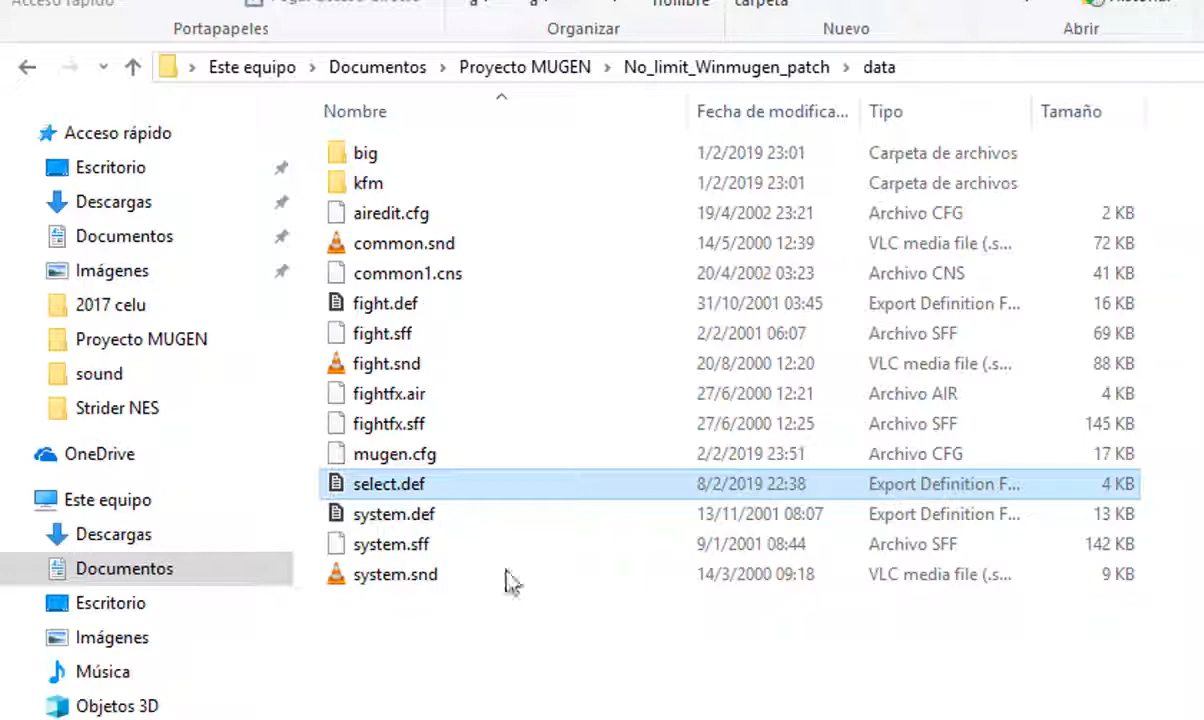 nombre carpeta
Portapapeles Organizar Nuevo Abrir
Este equipo > Documentos > Proyecto MUGEN > No_limit_Winmugen_patch > data
Nombre Fecha de modifica... Tipo Tamaño
Acceso rápido
Escritorio
Descargas
Documentos
Imágenes
2017 celu
Proyecto MUGEN
sound
Strider NES
OneDrive
Este equipo
Descargas
Documentos
Escritorio
Imágenes
Música
Objetos 3D
big 1/2/2019 23:01 Carpeta de archivos
kfm 1/2/2019 23:01 Carpeta de archivos
airedit.cfg 19/4/2002 23:21 Archivo CFG 2 KB
common.snd 14/5/2000 12:39 VLC media file (.s... 72 KB
common1.cns 20/4/2002 03:23 Archivo CNS 41 KB
fight.def 31/10/2001 03:45 Export Definition F... 16 KB
fight.sff 2/2/2001 06:07 Archivo SFF 69 KB
fight.snd 20/8/2000 12:20 VLC media file (.s... 88 KB
fightfx.air 27/6/2000 12:21 Archivo AIR 4 KB
fightfx.sff 27/6/2000 12:25 Archivo SFF 145 KB
mugen.cfg 2/2/2019 23:51 Archivo CFG 17 KB
select.def 8/2/2019 22:38 Export Definition F... 4 KB
system.def 13/11/2001 08:07 Export Definition F... 13 KB
system.sff 9/1/2001 08:44 Archivo SFF 142 KB
system.snd 14/3/2000 09:18 VLC media file (.s... 9 KB